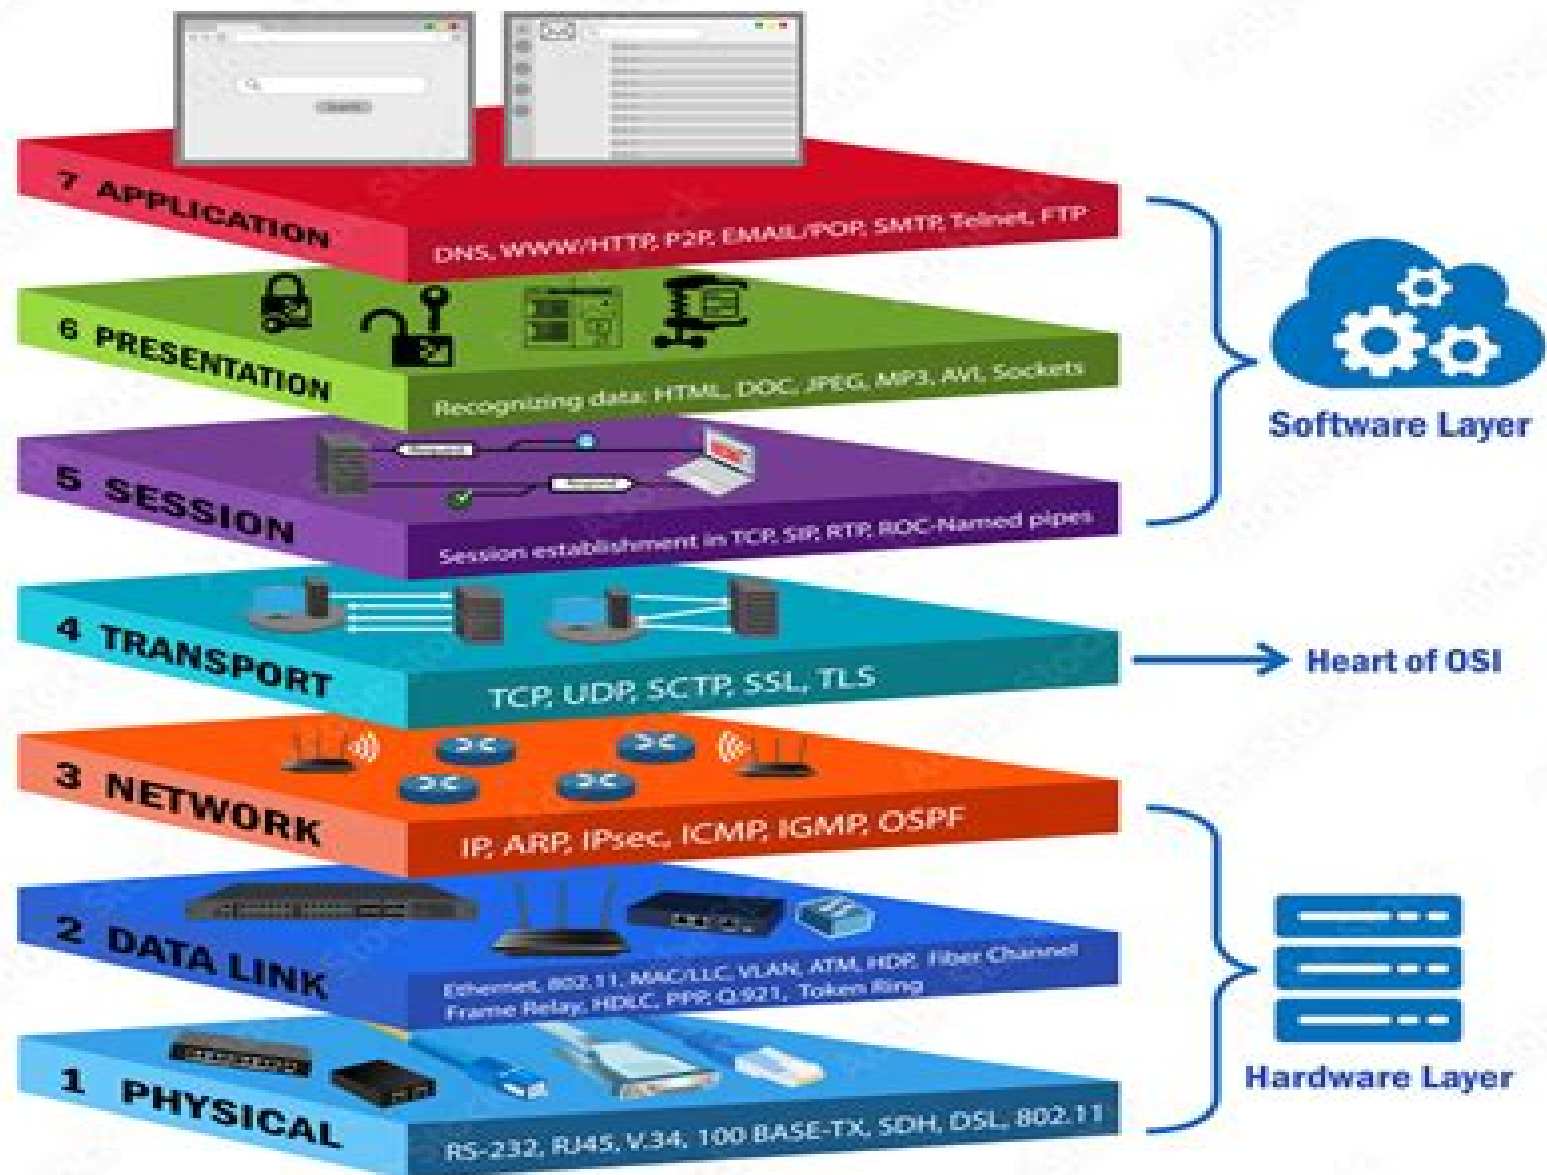 7 APPLICATION
DNS, WWW/HTTP, P2P, EMAIL/POP, SMTP, Telnet, FTP
6 PRESENTATION
Recognizing data: HTML, DOC, JPEG, MP3, AVI, Sockets
Software Layer
5 SESSION
Request
Session establishment in TCP, SIP, RTP, ROC-Named pipes
4 TRANSPORT
TCP, UDP, SCTP, SSL, TLS
Heart of OSI
3 NETWORK
IP, ARP, IPsec, ICMP, IGMP, OSPF
2 DATA LINK
Ethernet, 802.11, MAC/LLC, VLAN, ATM, HDP, Fiber Channel
Frame Relay, HDLC, PPP, Q.921, Token Ring
Hardware Layer
1 PHYSICAL
RS-232, RJ45, V.34, 100 BASE-TX, SDH, DSL, 802.11